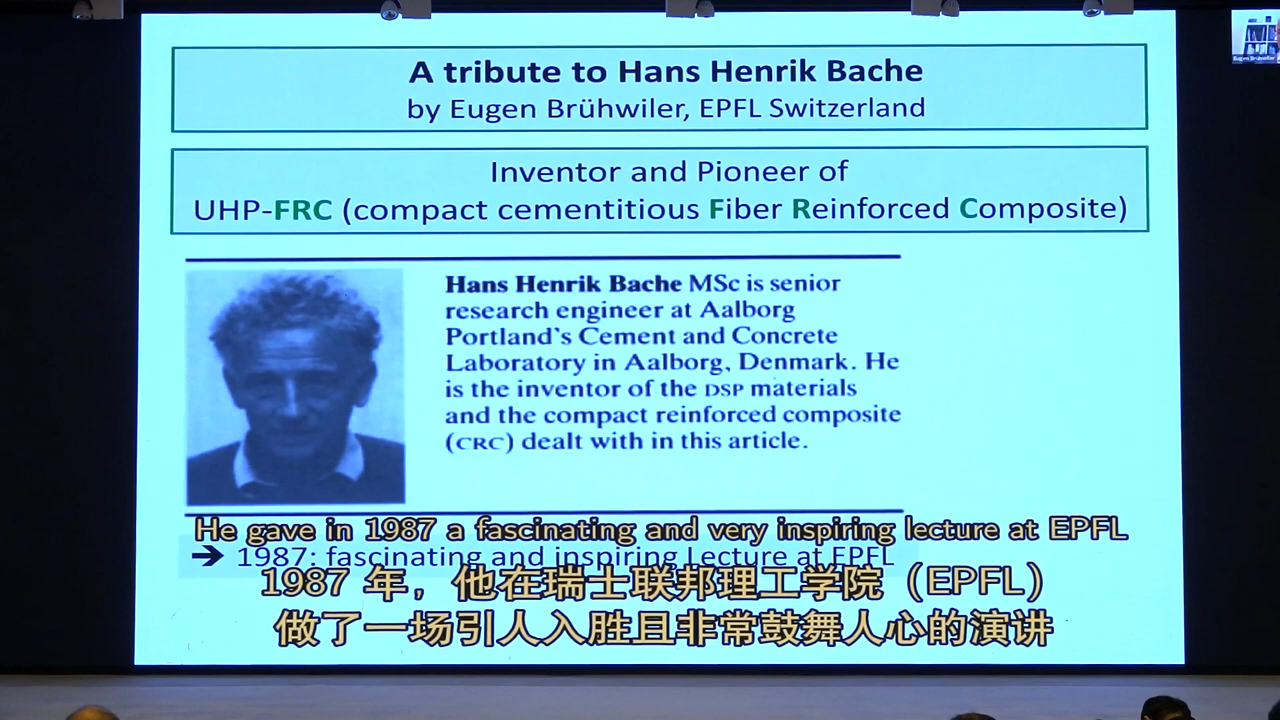 A tribute to Hans Henrik Bache
by Eugen Brühwiler, EPFL Switzerland
Inventor and Pioneer of
UHP-FRC (compact cementitious Fiber Reinforced Composite)
Hans Henrik Bache MSc is senior
research engineer at Aalborg
Portland's Cement and Concrete
Laboratory in Aalborg, Denmark. He
is the inventor of the DSP materials
and the compact reinforced composite
(CRC) dealt with in this article.
He gave in 1987 a fascinating and very inspiring lecture at EPFL
➔ 1987: fascinating and inspiring Lecture at EPFL
1987 年，他在瑞士联邦理工学院（EPFL）
做了一场引人入胜且非常鼓舞人心的演讲
Eugen Brühwiler